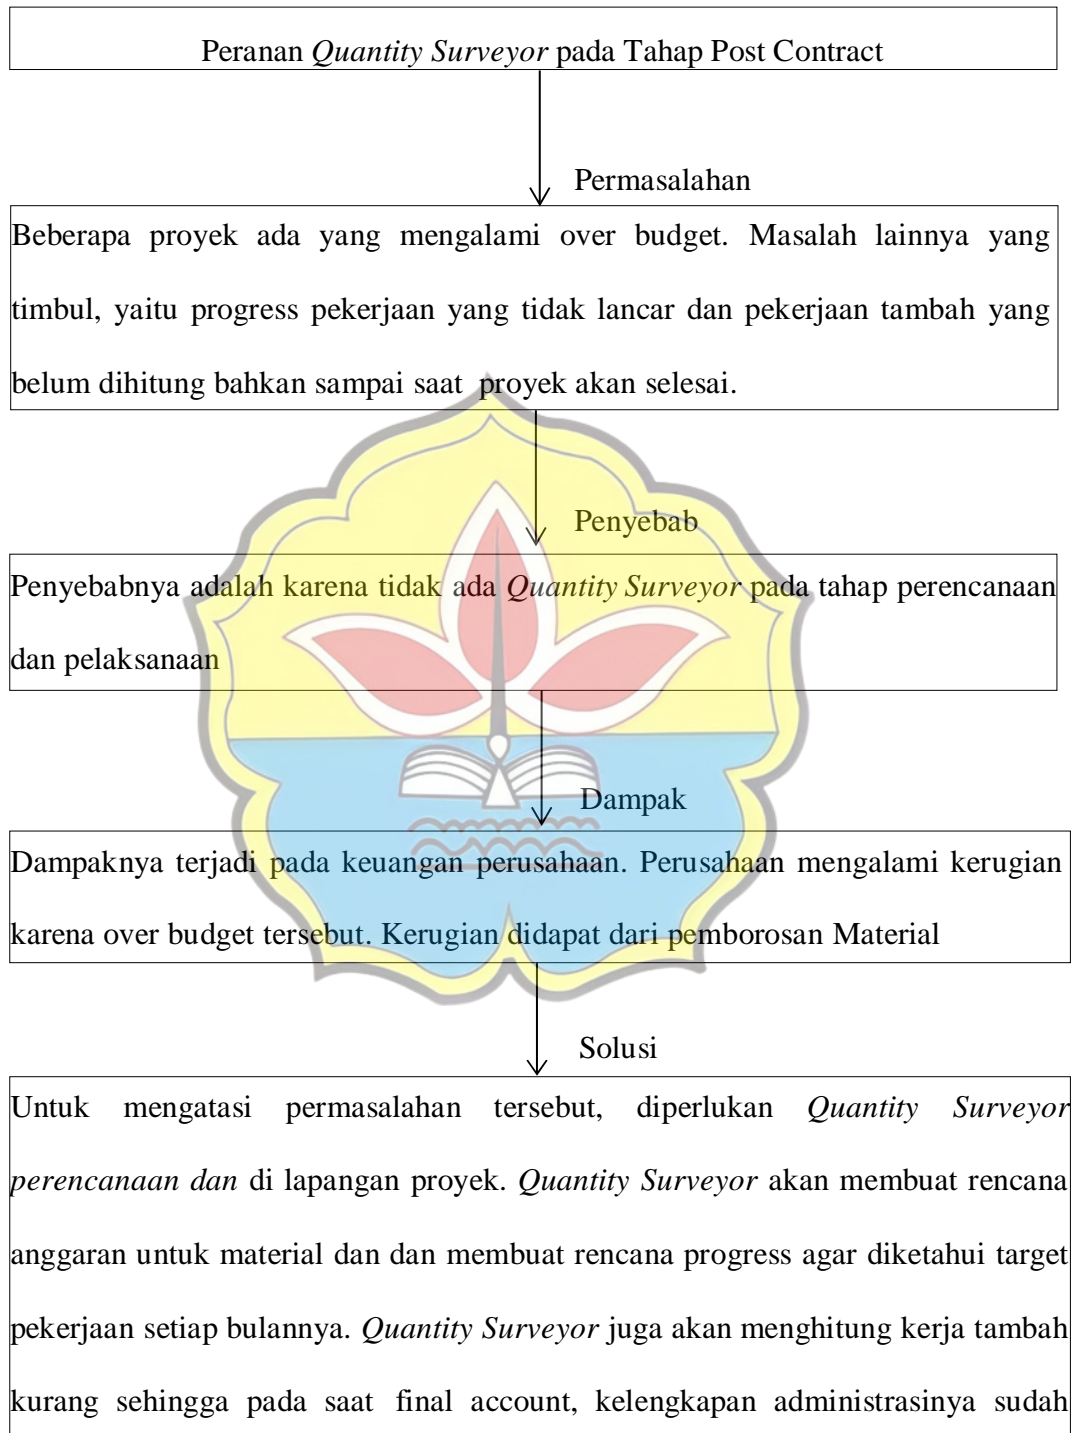 Peranan Quantity Surveyor pada Tahap Post Contract
Permasalahan
Beberapa proyek ada yang mengalami over budget. Masalah lainnya yang
timbul, yaitu progress pekerjaan yang tidak lancar dan pekerjaan tambah yang
belum dihitung bahkan sampai saat proyek akan selesai.
Penyebab
Penyebabnya adalah karena tidak ada Quantity Surveyor pada tahap perencanaan
dan pelaksanaan
Dampak
Dampaknya terjadi pada keuangan perusahaan. Perusahaan mengalami kerugian
karena over budget tersebut. Kerugian didapat dari pemborosan Material
Solusi
Untuk mengatasi permasalahan tersebut, diperlukan Quantity Surveyor
perencanaan dan di lapangan proyek. Quantity Surveyor akan membuat rencana
anggaran untuk material dan dan membuat rencana progress agar diketahui target
pekerjaan setiap bulannya. Quantity Surveyor juga akan menghitung kerja tambah
kurang sehingga pada saat final account, kelengkapan administrasinya sudah